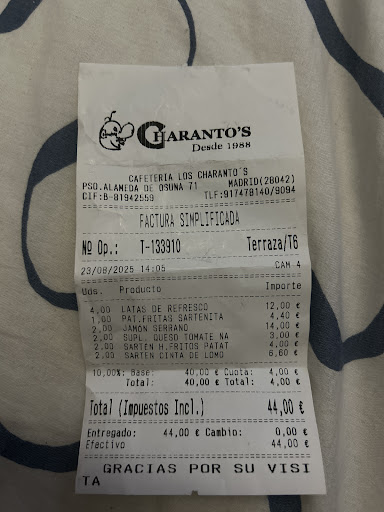 CHARANTO'S
Desde 1988
CAFETERIA LOS CHARANTO'S
PSO.ALAMEDA DE OSUNA 71 MADRID(28042)
CIF:B-81942559 TLF:917478140/9094
FACTURA SIMPLIFICADA
Nº Op.: T-133910 Terraza/T6
23/08/2025 14:05 CAM 4
Uds. Producto Importe
4,00 LATAS DE REFRESCO 12,00 €
1,00 PAT.FRITAS SARTENITA 4,40 €
2,00 JAMON SERRANO 14,00 €
2,00 SUPL. QUESO TOMATE NA 3,00 €
2,00 SARTEN H.FRITOS PATAT 4,00 €
2,00 SARTEN CINTA DE LOMO 6,60 €
10,00%: Base: 40,00 € Cuota: 4,00 €
Total: 40,00 € Total: 4,00 €
Total (Impuestos Incl.) 44,00 €
Entregado: 44,00 € Cambio: 0,00 €
Efectivo 44,00 €
GRACIAS POR SU VISI
TA